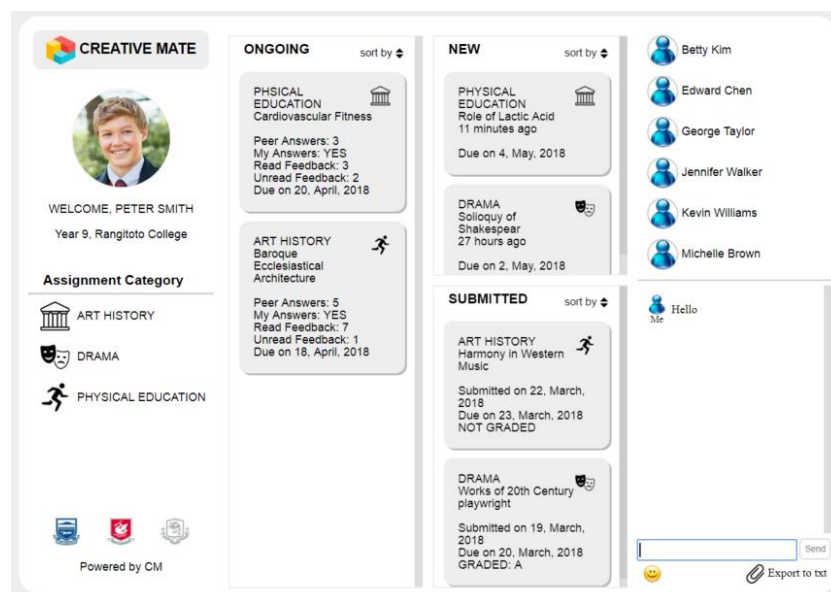 CREATIVE MATE
WELCOME, PETER SMITH
Year 9, Rangitoto College
Assignment Category
ART HISTORY
DRAMA
PHYSICAL EDUCATION
Powered by CM
ONGOING
sort by
PHSICAL
EDUCATION
Cardiovascular Fitness
Peer Answers: 3
My Answers: YES
Read Feedback: 3
Unread Feedback: 2
Due on 20, April, 2018
ART HISTORY
Baroque
Ecclesiastical
Architecture
Peer Answers: 5
My Answers: YES
Read Feedback: 7
Unread Feedback: 1
Due on 18, April, 2018
NEW
sort by
PHYSICAL
EDUCATION
Role of Lactic Acid
11 minutes ago
Due on 4, May, 2018
DRAMA
Solioquy of
Shakespear
27 hours ago
Due on 2, May, 2018
SUBMITTED
sort by
ART HISTORY
Harmony in Western
Music
Submitted on 22, March,
2018
Due on 23, March, 2018
NOT GRADED
DRAMA
Works of 20th Century
playwright
Submitted on 19, March,
2018
Due on 20, March, 2018
GRADED: A
Betty Kim
Edward Chen
George Taylor
Jennifer Walker
Kevin Williams
Michelle Brown
Hello
Me
Send
Export to txt